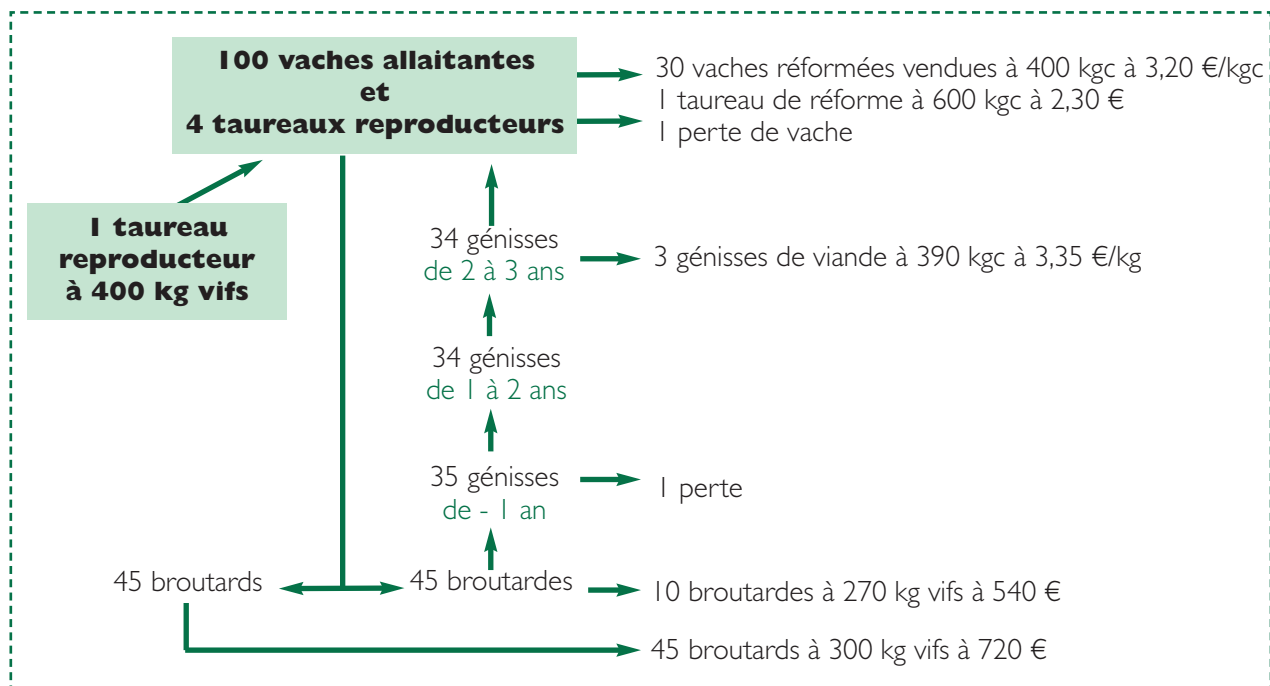 100 vaches allaitantes
et
4 taureaux reproducteurs
30 vaches réformées vendues à 400 kgc à 3,20 €/kgc
1 taureau de réforme à 600 kgc à 2,30 €
1 perte de vache
1 taureau
reproducteur
à 400 kg vifs
34 génisses
de 2 à 3 ans
3 génisses de viande à 390 kgc à 3,35 €/kg
34 génisses
de 1 à 2 ans
35 génisses
de - 1 an
1 perte
45 broutards
45 broutardes
10 broutardes à 270 kg vifs à 540 €
45 broutards à 300 kg vifs à 720 €